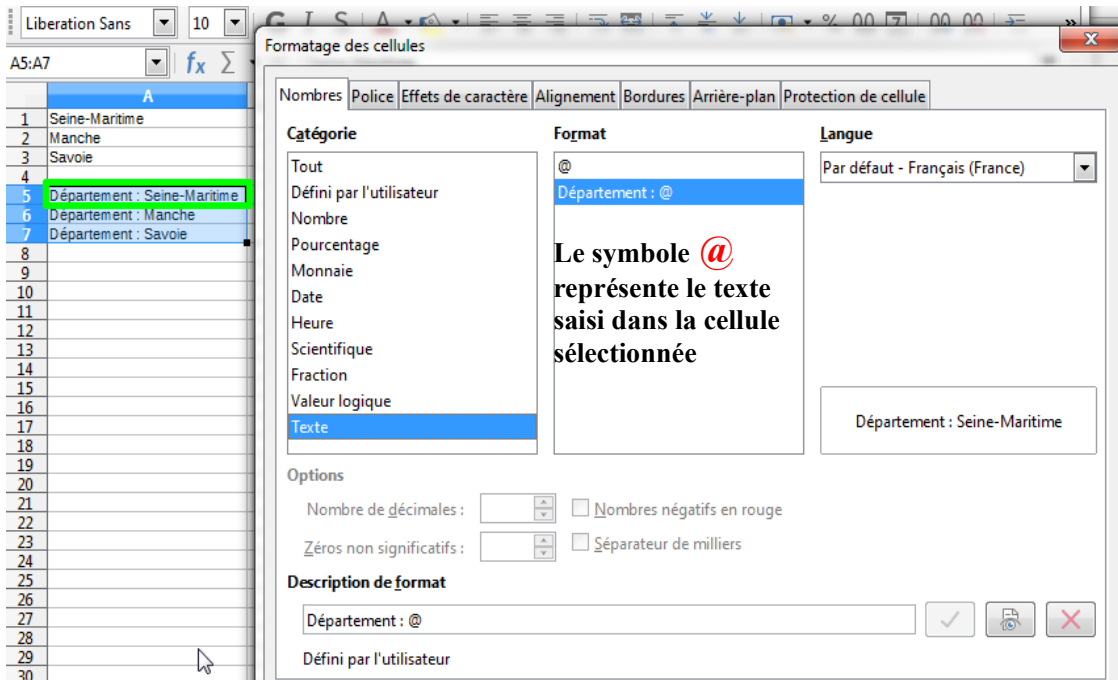 Liberation Sans 10 G I S A % 00 7 00 00 »
Formatage des cellules
A5:A7 fx Σ
Nombres Police Effets de caractère Alignement Bordures Arrière-plan Protection de cellule
A
1 Seine-Maritime
2 Manche
3 Savoie
4
5 Département : Seine-Maritime
6 Département : Manche
7 Département : Savoie
8
9
10
11
12
13
14
15
16
17
18
19
20
21
22
23
24
25
26
27
28
29
30
Catégorie
Tout
Défini par l'utilisateur
Nombre
Pourcentage
Monnaie
Date
Heure
Scientifique
Fraction
Valeur logique
Texte
Format
@
Département : @
Le symbole @
représente le texte
saisi dans la cellule
sélectionnée
Langue
Par défaut - Français (France)
Département : Seine-Maritime
Options
Nombre de décimales :
Nombres négatifs en rouge
Zéros non significatifs :
Séparateur de milliers
Description de format
Département : @
Défini par l'utilisateur